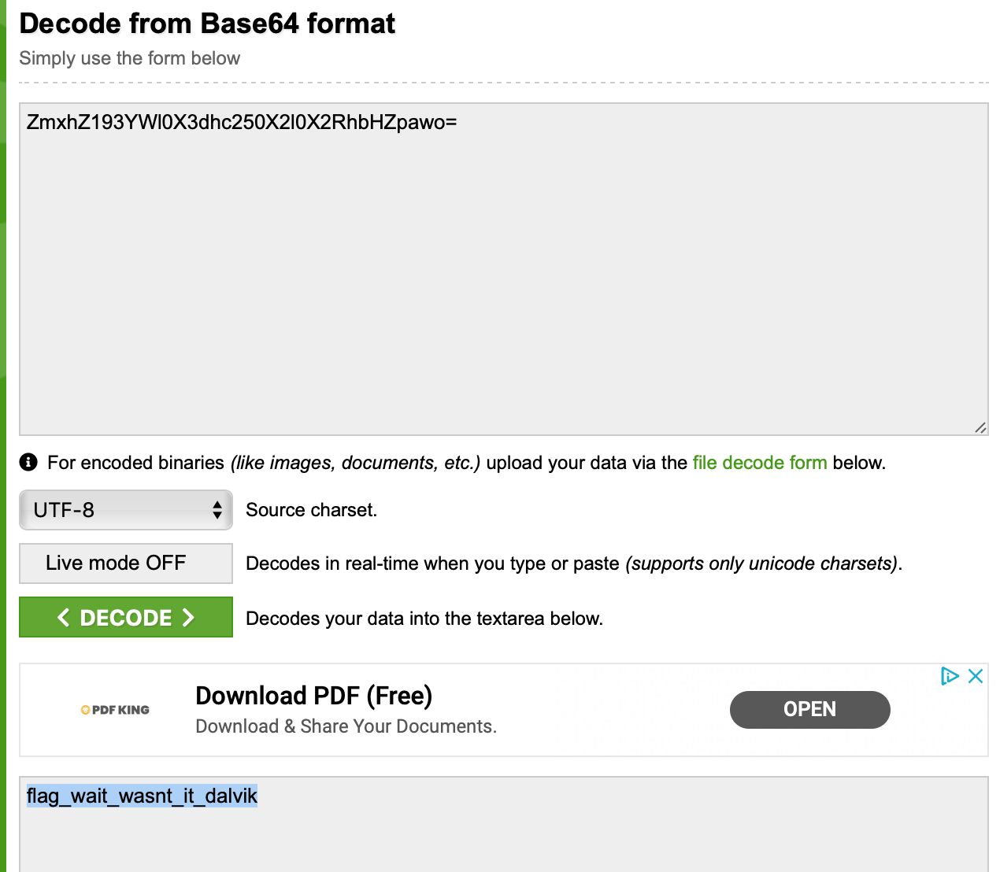 Decode from Base64 format
Simply use the form below
ZmxhZ193YWl0X3dhc250X2l0X2RhbHZpawo=
For encoded binaries (like images, documents, etc.) upload your data via the file decode form below.
UTF-8 Source charset.
Live mode OFF Decodes in real-time when you type or paste (supports only unicode charsets).
< DECODE > Decodes your data into the textarea below.
Download PDF (Free)
PDF KING
OPEN
Download & Share Your Documents.
flag_wait_wasnt_it_dalvik